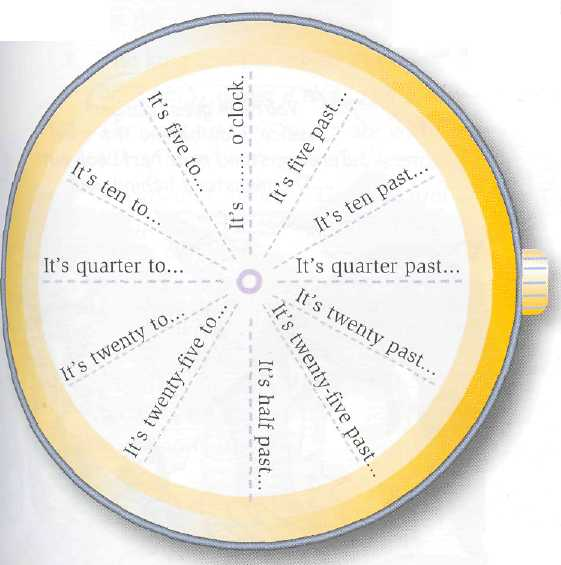 It's ....... o'clock.
It's five past...
It's ten past...
It's quarter past...
It's twenty past...
It's twenty-five past...
It's half past...
It's twenty-five to...
It's twenty to...
It's quarter to...
It's ten to...
It's five to...